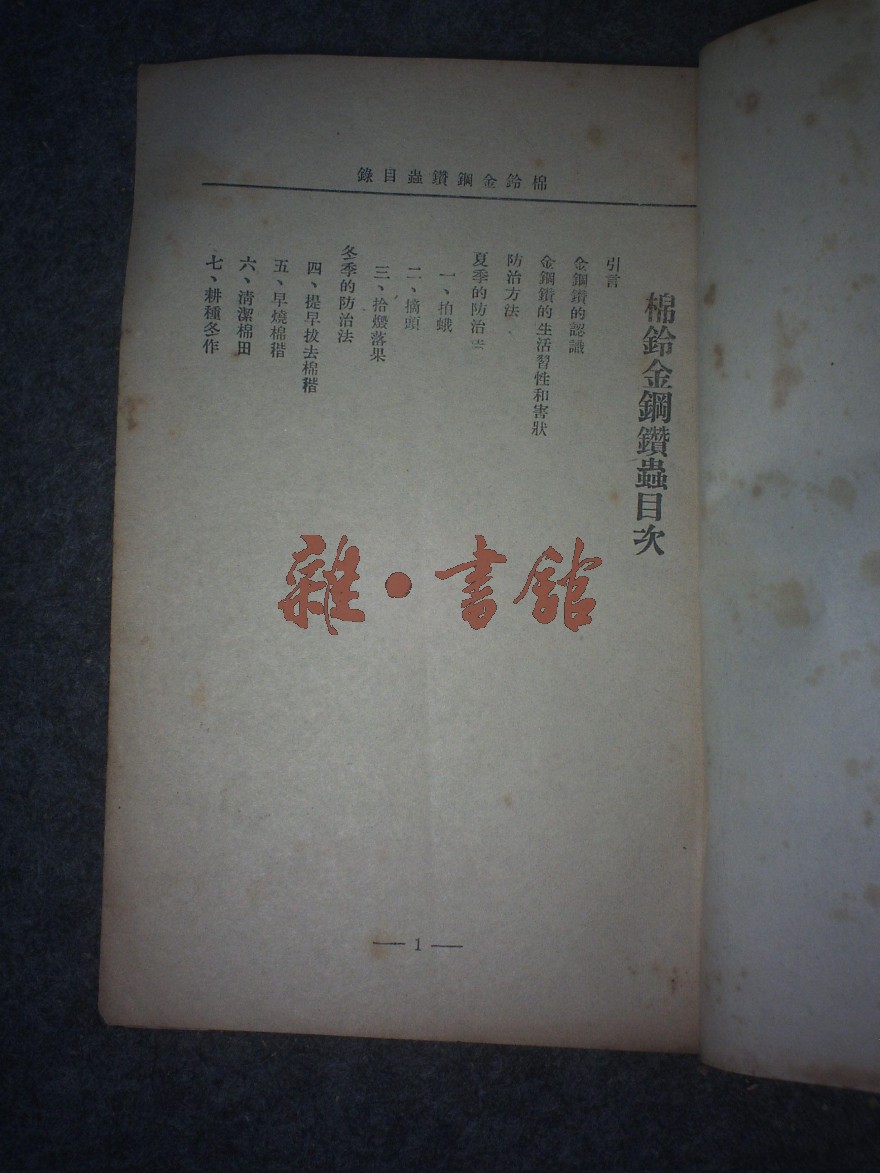 棉鈴金鋼鑽蟲目錄
棉鈴金鋼鑽蟲目次
引言
金鋼鑽的認識
金鋼鑽的生活習性和害狀
防治方法
夏季的防治
一、拍蛾
二、摘頭
三、拾燬落果
冬季的防治法
四、提早拔去棉稭
五、早燒棉稭
六、清潔棉田
七、耕種冬作
雜·書館
— 1 —